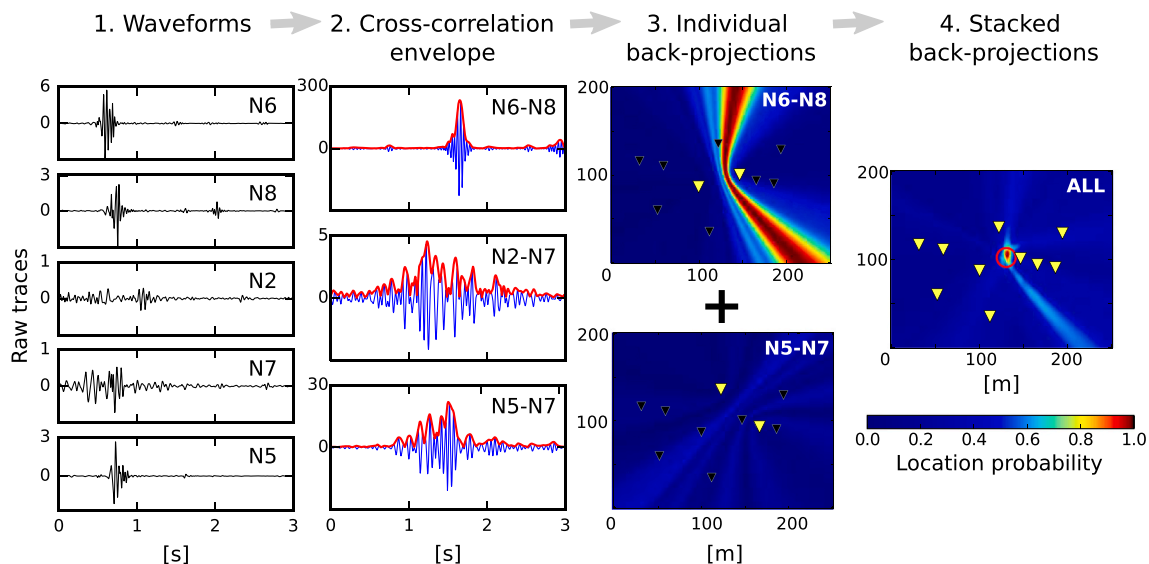 1. Waveforms
2. Cross-correlation
envelope
3. Individual
back-projections
4. Stacked
back-projections
Raw traces
6
0
N6
3
0
N8
1
0
N2
1
0
N7
3
0
N5
0 1 2 3
[s]
300
0
N6-N8
5
0
N2-N7
30
0
N5-N7
0 1 2 3
[s]
200
100
N6-N8
0 100 200
+
200
100
N5-N7
0 100 200
[m]
200
100
ALL
0 100 200
[m]
0.0 0.2 0.4 0.6 0.8 1.0
Location probability